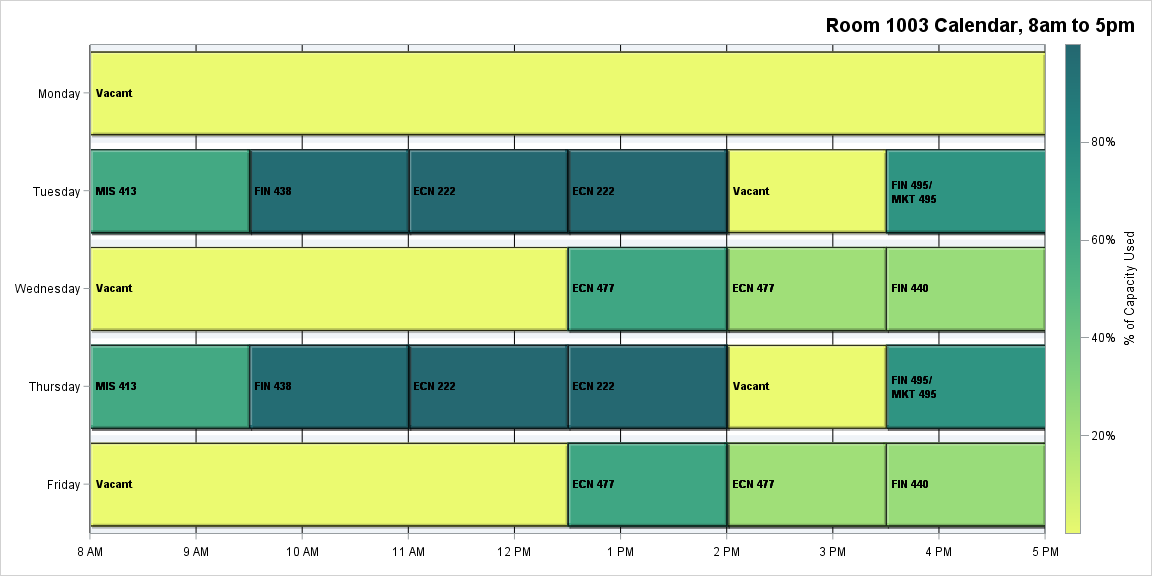 Room 1003 Calendar, 8am to 5pm
Monday
Vacant
Tuesday
MIS 413
FIN 438
ECN 222
ECN 222
Vacant
FIN 495/
MKT 495
Wednesday
Vacant
ECN 477
ECN 477
FIN 440
Thursday
MIS 413
FIN 438
ECN 222
ECN 222
Vacant
FIN 495/
MKT 495
Friday
Vacant
ECN 477
ECN 477
FIN 440
8 AM
9 AM
10 AM
11 AM
12 PM
1 PM
2 PM
3 PM
4 PM
5 PM
80%
60%
40%
20%
% of Capacity Used